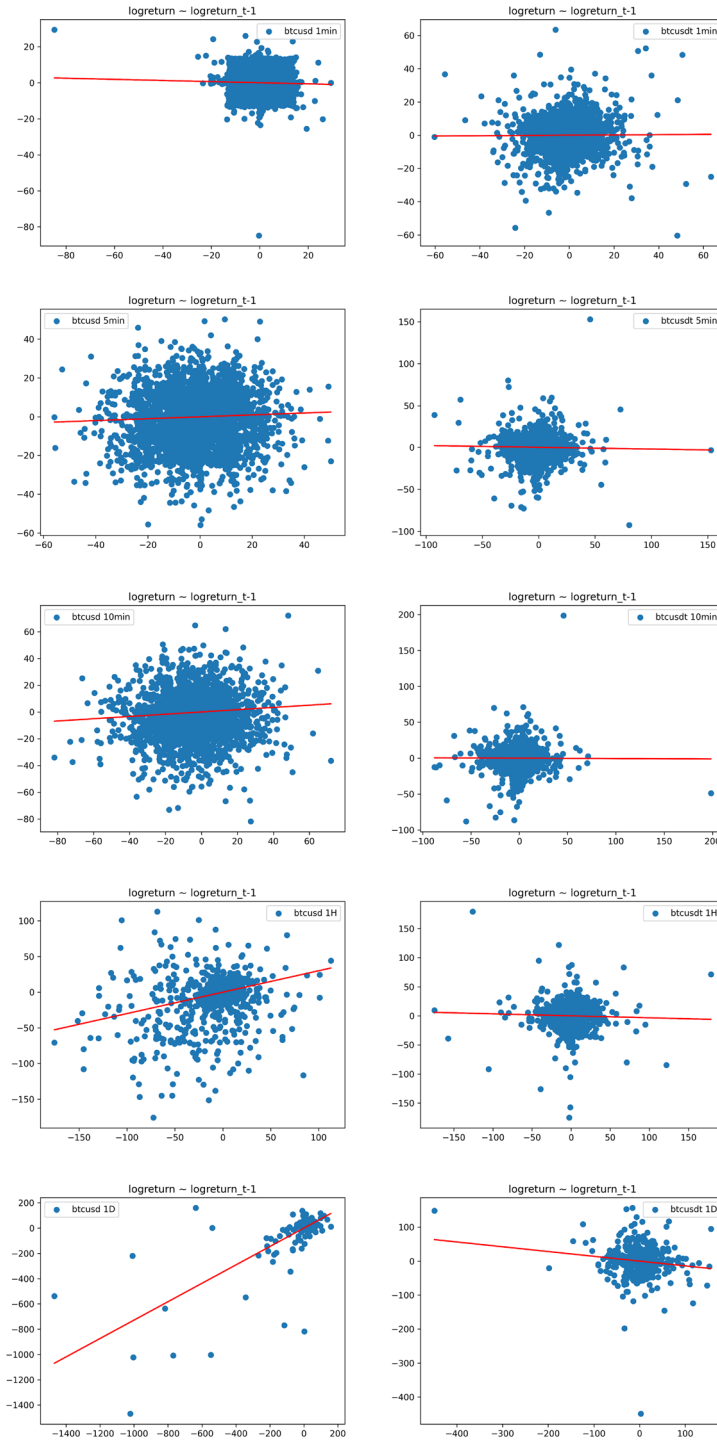 logreturn ~ logreturn_t-1
btcusd 1min
20
0
−20
−40
−60
−80
−80 −60 −40 −20 0 20
logreturn ~ logreturn_t-1
btcusdt 1min
60
40
20
0
−20
−40
−60
−60 −40 −20 0 20 40 60
logreturn ~ logreturn_t-1
btcusd 5min
40
20
0
−20
−40
−60
−60 −40 −20 0 20 40
logreturn ~ logreturn_t-1
btcusdt 5min
150
100
50
0
−50
−100
−100 −50 0 50 100 150
logreturn ~ logreturn_t-1
btcusd 10min
60
40
20
0
−20
−40
−60
−80
−80 −60 −40 −20 0 20 40 60
logreturn ~ logreturn_t-1
btcusdt 10min
200
150
100
50
0
−50
−100
−100 −50 0 50 100 150 200
logreturn ~ logreturn_t-1
btcusd 1H
100
50
0
−50
−100
−150
−150 −100 −50 0 50 100
logreturn ~ logreturn_t-1
btcusdt 1H
150
100
50
0
−50
−100
−150
−150 −100 −50 0 50 100 150
logreturn ~ logreturn_t-1
btcusd 1D
200
0
−200
−400
−600
−800
−1000
−1200
−1400
−1400 −1200 −1000 −800 −600 −400 −200 0 200
logreturn ~ logreturn_t-1
btcusdt 1D
100
0
−100
−200
−300
−400
−400 −300 −200 −100 0 100